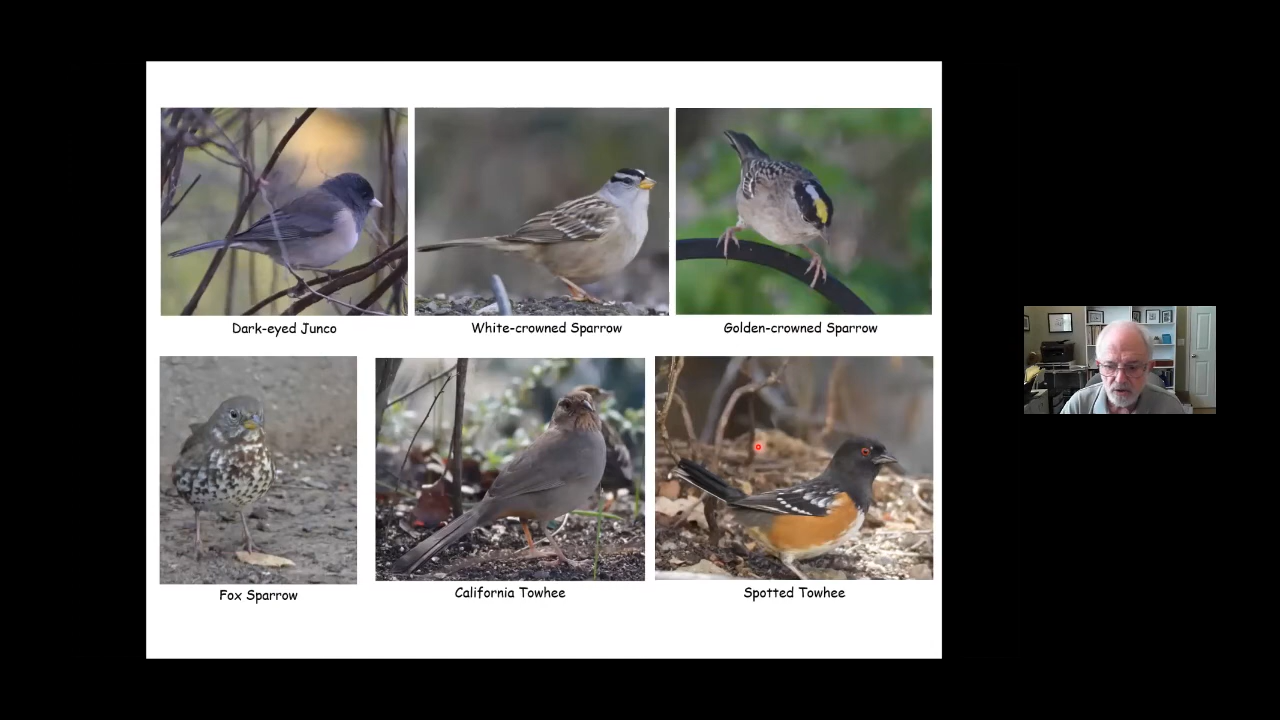 Dark-eyed Junco
White-crowned Sparrow
Golden-crowned Sparrow
Fox Sparrow
California Towhee
Spotted Towhee